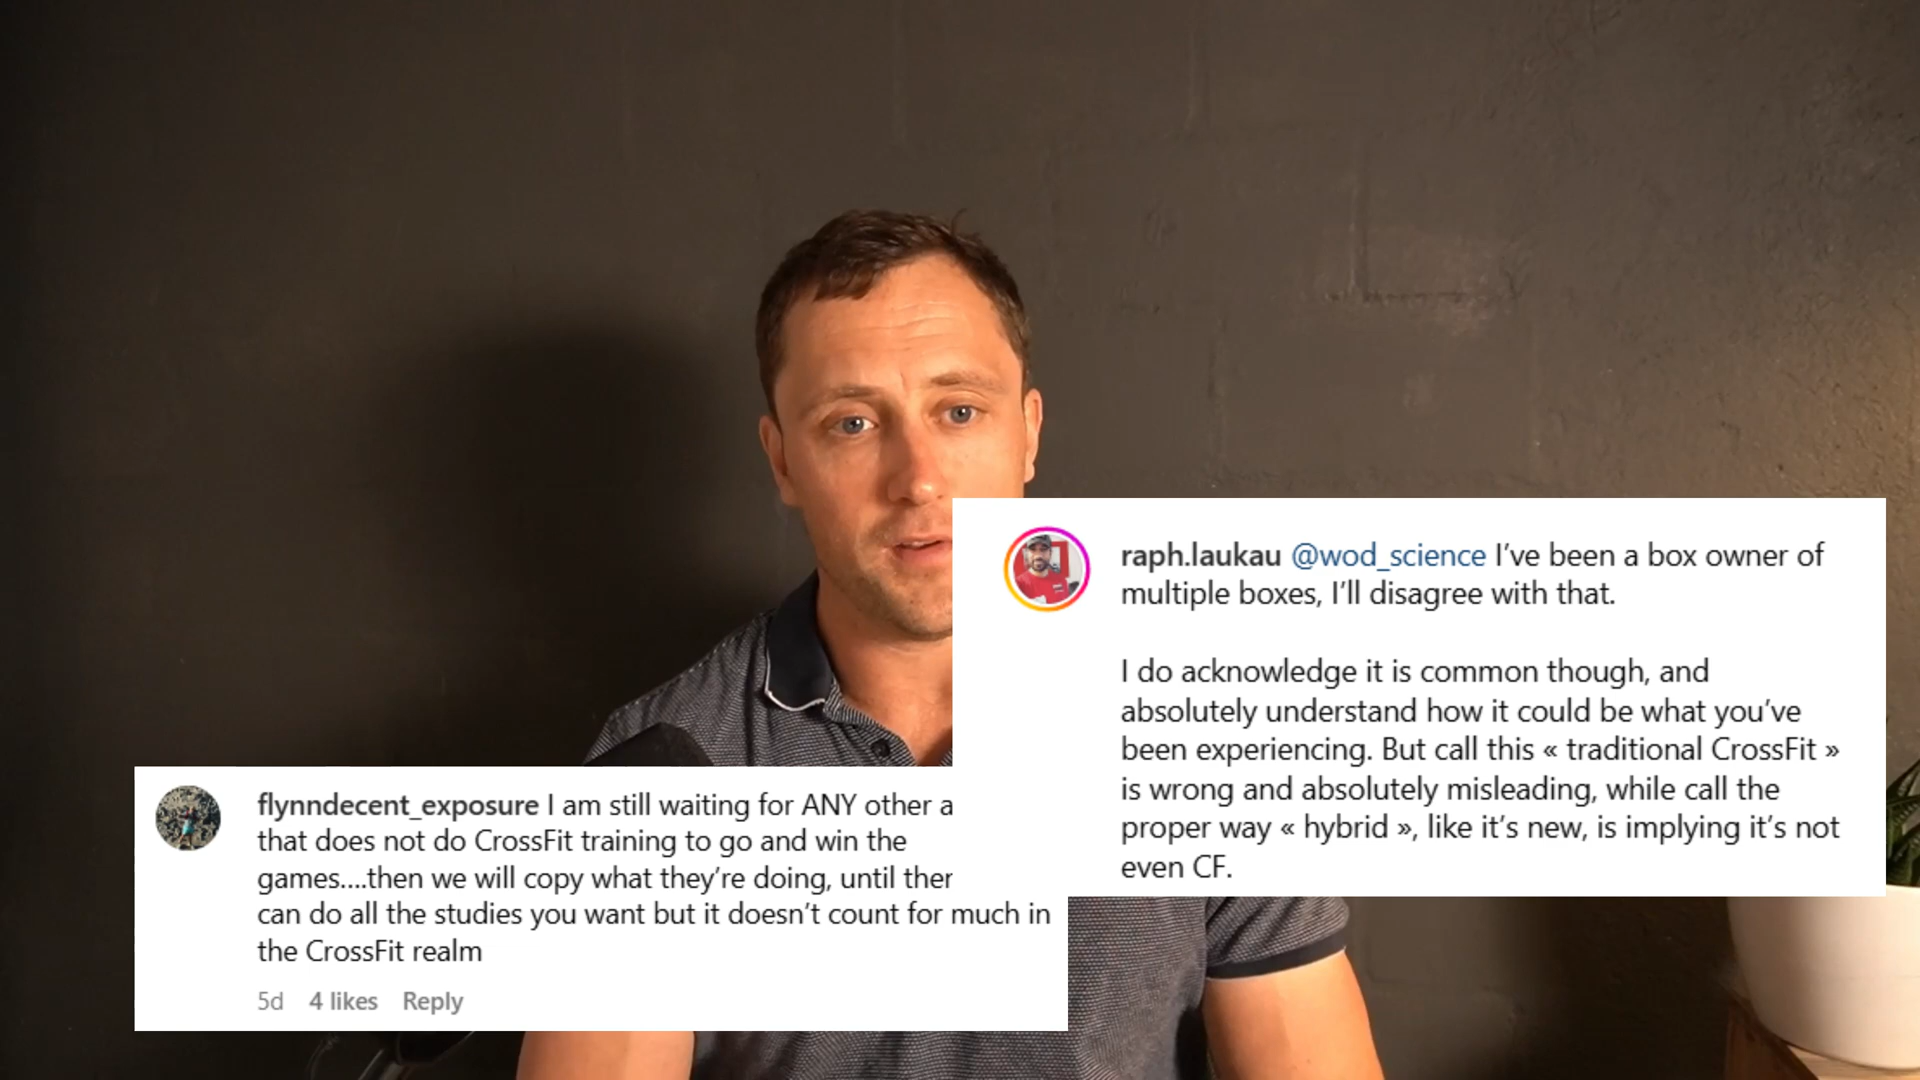 raph.laukau @wod_science I've been a box owner of
multiple boxes, I'll disagree with that.
I do acknowledge it is common though, and
absolutely understand how it could be what you've
been experiencing. But call this « traditional CrossFit »
is wrong and absolutely misleading, while call the
proper way « hybrid », like it's new, is implying it's not
even CF.
flynndecent_exposure I am still waiting for ANY other
that does not do CrossFit training to go and win the
games....then we will copy what they're doing, until
can do all the studies you want but it doesn't count for much in
the CrossFit realm
5d 4 likes Reply